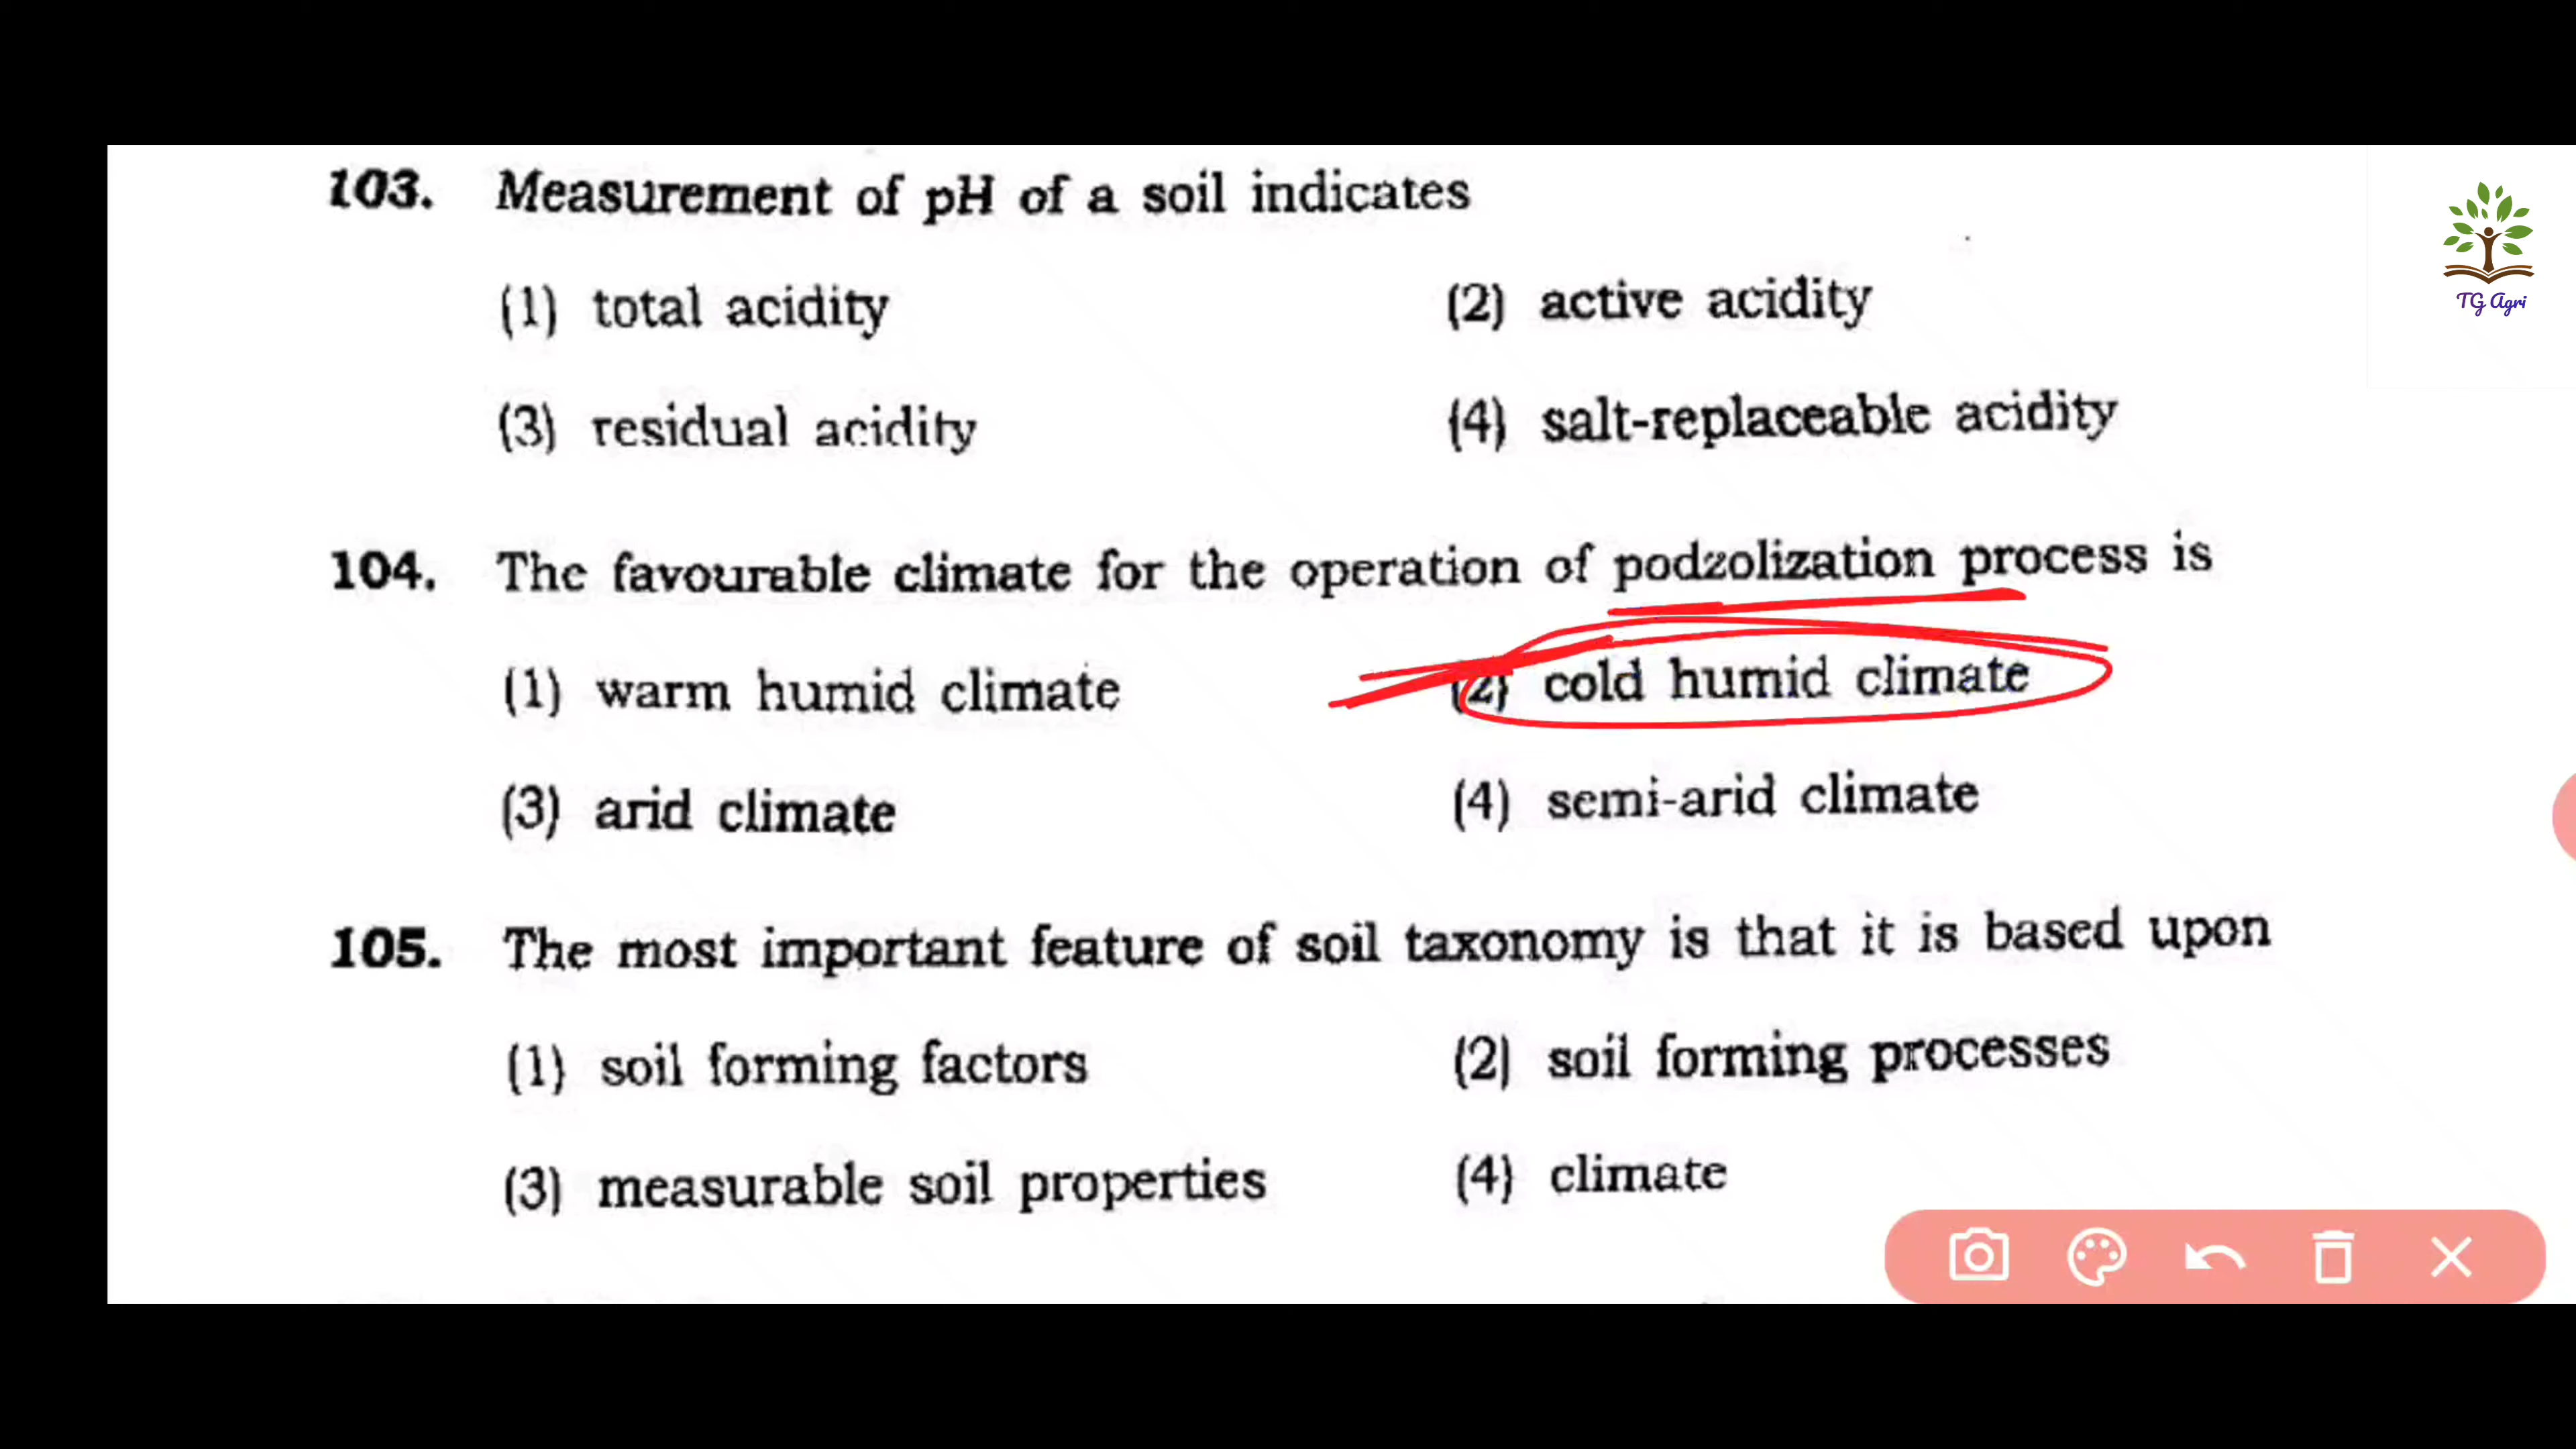 103. Measurement of pH of a soil indicates
(1) total acidity (2) active acidity
(3) residual acidity (4) salt-replaceable acidity
TG Agri
104. The favourable climate for the operation of podzolization process is
(1) warm humid climate (2) cold humid climate
(3) arid climate (4) semi-arid climate
105. The most important feature of soil taxonomy is that it is based upon
(1) soil forming factors (2) soil forming processes
(3) measurable soil properties (4) climate